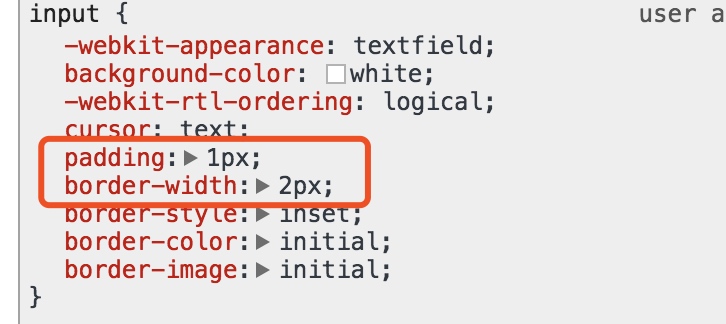 input {
user a
-webkit-appearance: textfield;
background-color: white;
-webkit-rtl-ordering: logical;
cursor: text;
padding: 1px;
border-width: 2px;
border-style: inset;
border-color: initial;
border-image: initial;
}